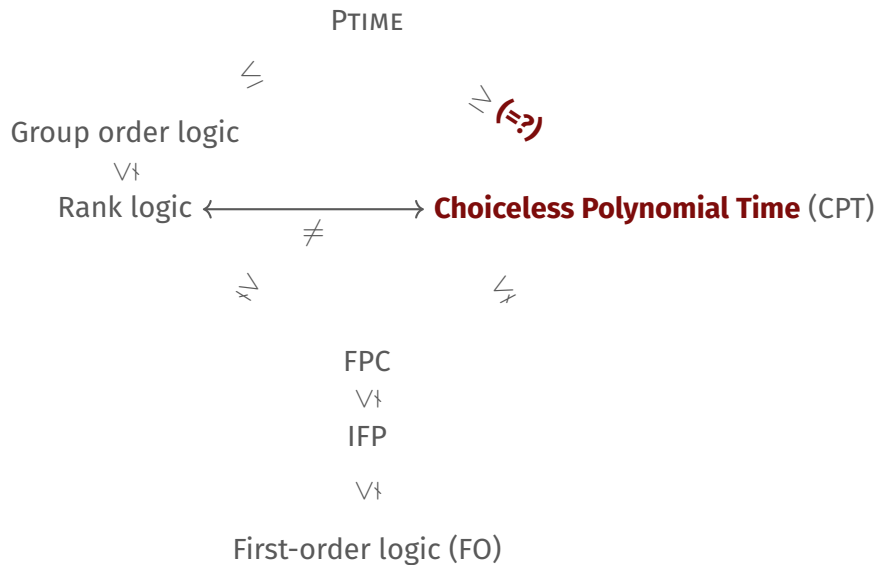 PTIME
≤
≥ (=?)
Group order logic
⪇
Rank logic ↔ Choiceless Polynomial Time (CPT)
≠
⪈
⪇
FPC
⪇
IFP
⪇
First-order logic (FO)